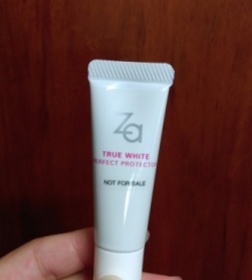 Za
TRUE WHITE
PERFECT PROTECTOR
NOT FOR SALE